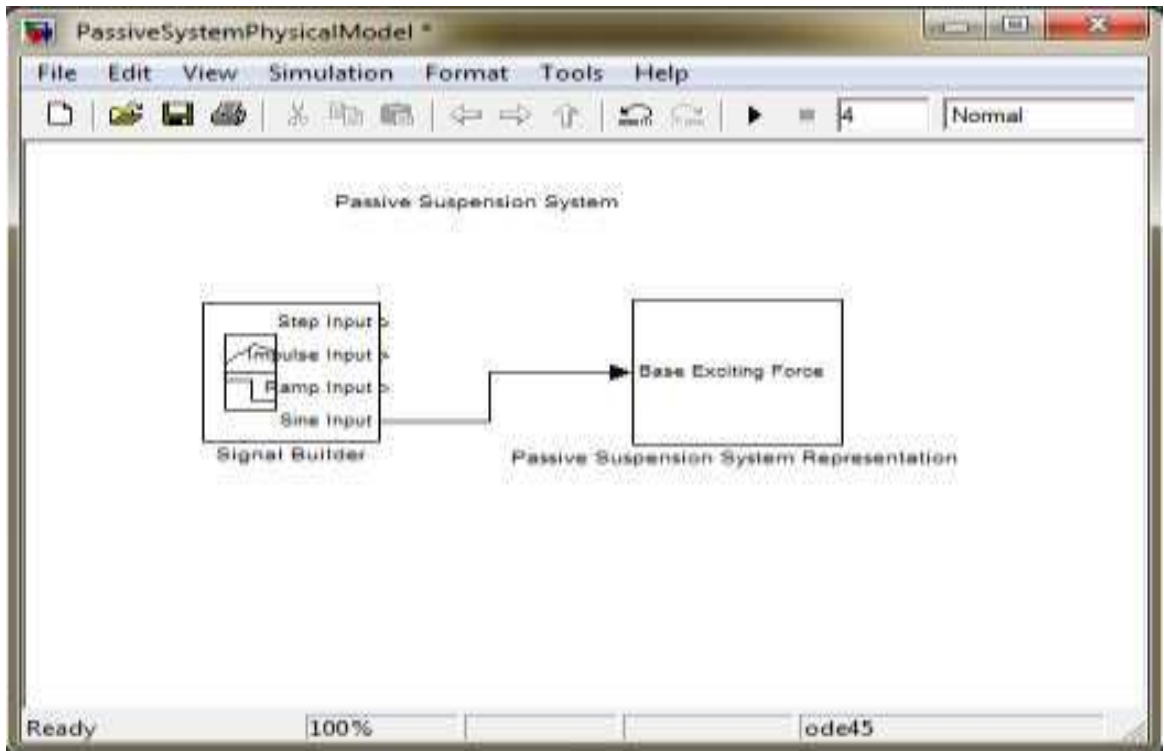 PassiveSystemPhysicalModel *
File Edit View Simulation Format Tools Help
4 Normal
Passive Suspension System
Step Input
Impulse Input
Ramp Input
Sine Input
Signal Builder
Base Exciting Force
Passive Suspension System Representation
Ready 100% ode45